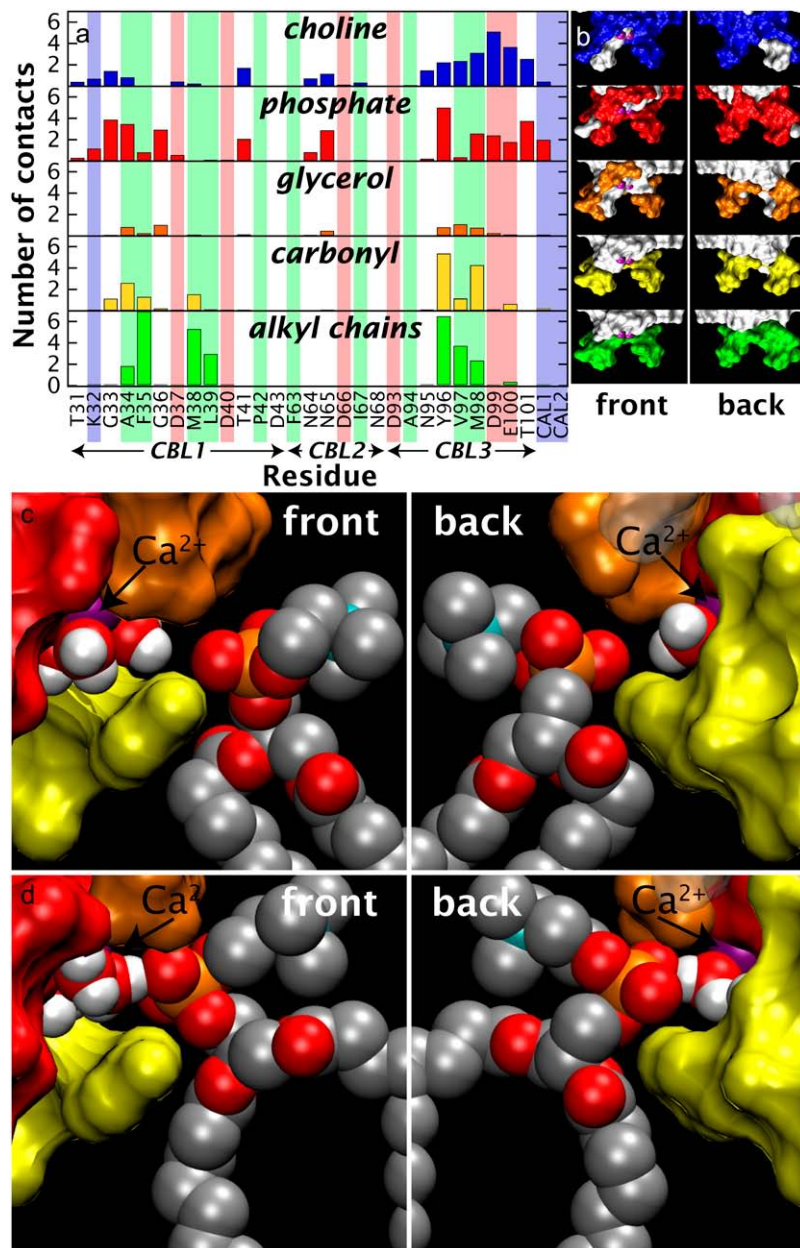 a
b
6
4
2
choline
6
4
2
phosphate
6
4
2
glycerol
6
4
2
carbonyl
6
4
2
0
alkyl chains
Number of contacts
T31 K32 G33 A34 F35 G36 D37 M38 L39 D40 T41 P42 D43 F63 N64 N65 D66 I67 N68 D93 A94 N95 Y96 V97 M98 D99 E100 T101 CAL1 CAL2
CBL1 CBL2 CBL3
Residue
front back
c
front back
Ca²⁺ Ca²⁺
d
front back
Ca² Ca²⁺